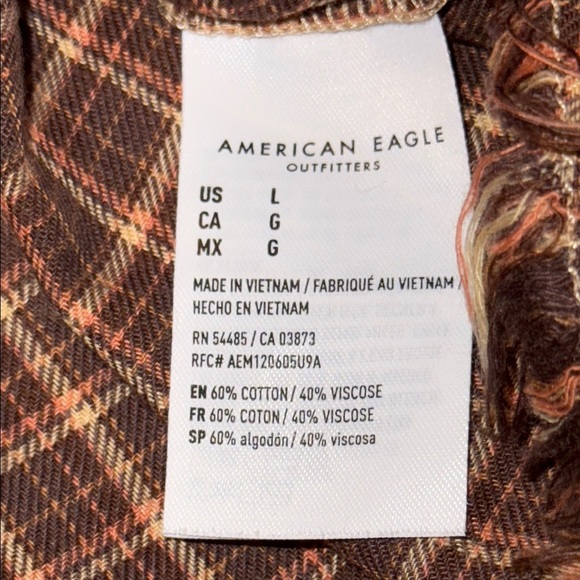 AMERICAN EAGLE
OUTFITTERS
US L
CA G
MX G
MADE IN VIETNAM / FABRIQUÉ AU VIETNAM /
HECHO EN VIETNAM
RN 54485 / CA 03873
RFC# AEM120605U9A
EN 60% COTTON / 40% VISCOSE
FR 60% COTON / 40% VISCOSE
SP 60% algodón / 40% viscosa